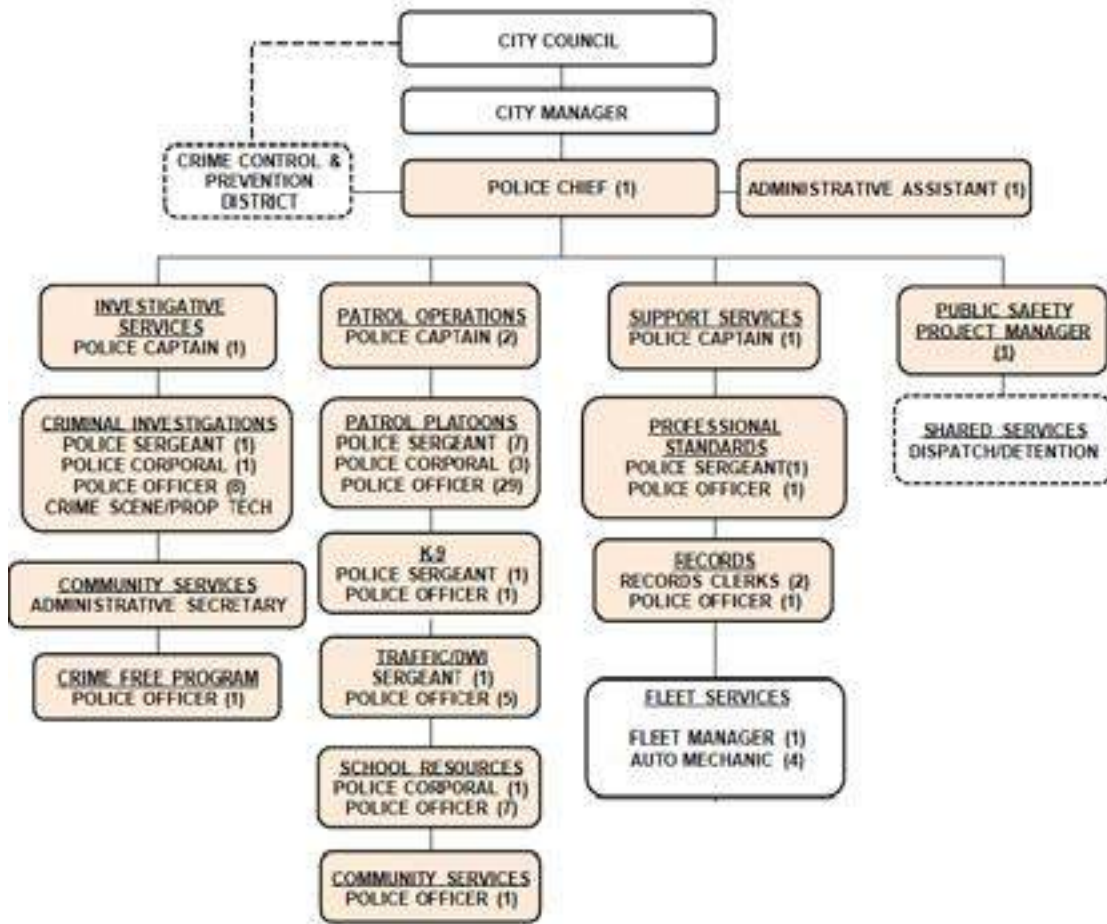 CITY COUNCIL
CITY MANAGER
CRIME CONTROL &
PREVENTION
DISTRICT
POLICE CHIEF (1)
ADMINISTRATIVE ASSISTANT (1)
INVESTIGATIVE
SERVICES
POLICE CAPTAIN (1)
CRIMINAL INVESTIGATIONS
POLICE SERGEANT (1)
POLICE CORPORAL (1)
POLICE OFFICER (8)
CRIME SCENE/PROP TECH
COMMUNITY SERVICES
ADMINISTRATIVE SECRETARY
CRIME FREE PROGRAM
POLICE OFFICER (1)
PATROL OPERATIONS
POLICE CAPTAIN (2)
PATROL PLATOONS
POLICE SERGEANT (7)
POLICE CORPORAL (3)
POLICE OFFICER (29)
K-9
POLICE SERGEANT (1)
POLICE OFFICER (1)
TRAFFIC/DWI
SERGEANT (1)
POLICE OFFICER (5)
SCHOOL RESOURCES
POLICE CORPORAL (1)
POLICE OFFICER (7)
COMMUNITY SERVICES
POLICE OFFICER (1)
SUPPORT SERVICES
POLICE CAPTAIN (1)
PROFESSIONAL
STANDARDS
POLICE SERGEANT(1)
POLICE OFFICER (1)
RECORDS
RECORDS CLERKS (2)
POLICE OFFICER (1)
FLEET SERVICES
FLEET MANAGER (1)
AUTO MECHANIC (4)
PUBLIC SAFETY
PROJECT MANAGER
(1)
SHARED SERVICES
DISPATCH/DETENTION